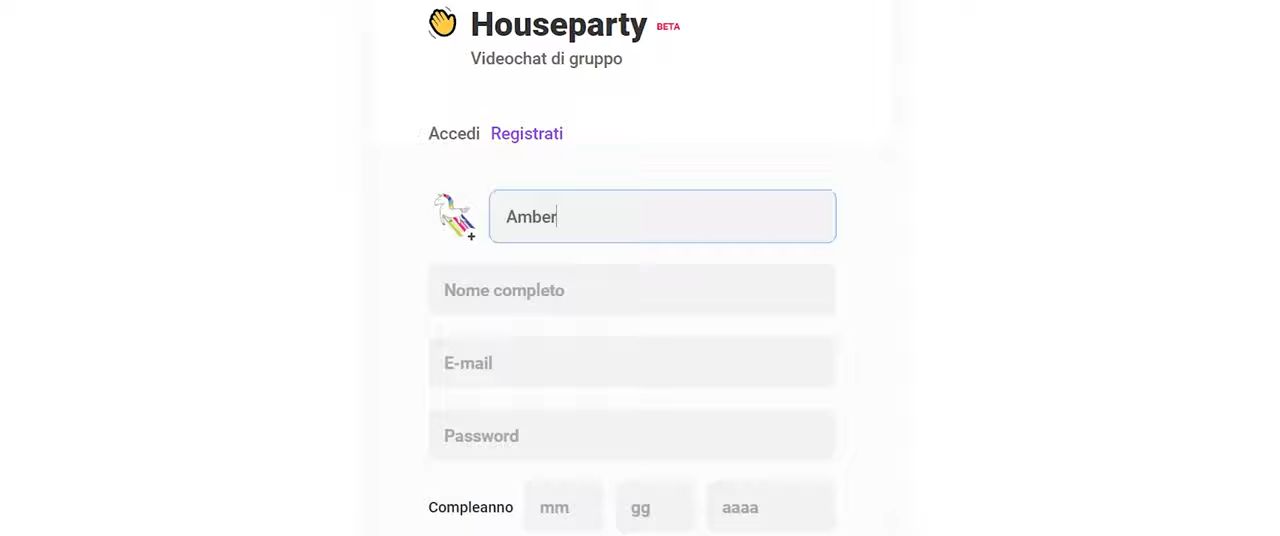 Houseparty BETA
Videochat di gruppo
Accedi Registrati
Amber
Nome completo
E-mail
Password
Compleanno mm gg aaaa